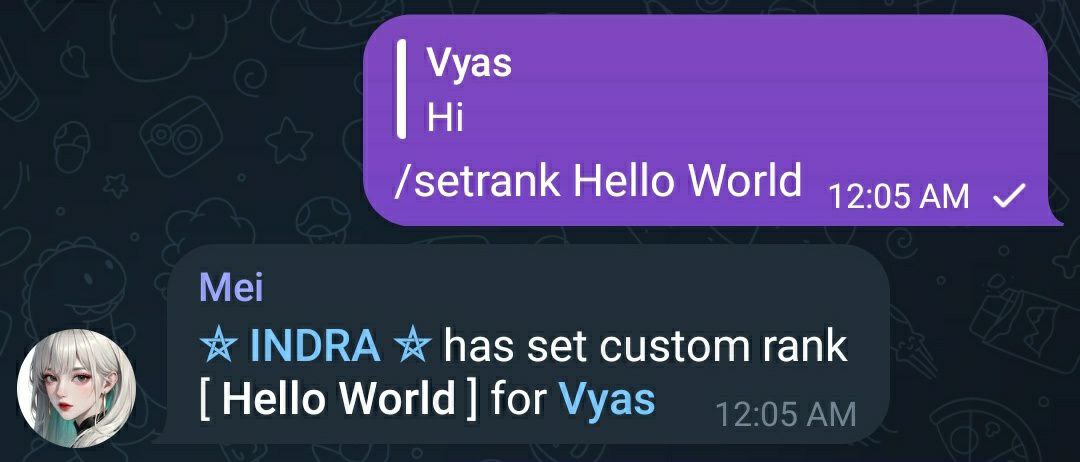 Vyas
Hi
/setrank Hello World 12:05 AM
Mei
⛤ INDRA ⛤ has set custom rank
[ Hello World ] for Vyas 12:05 AM